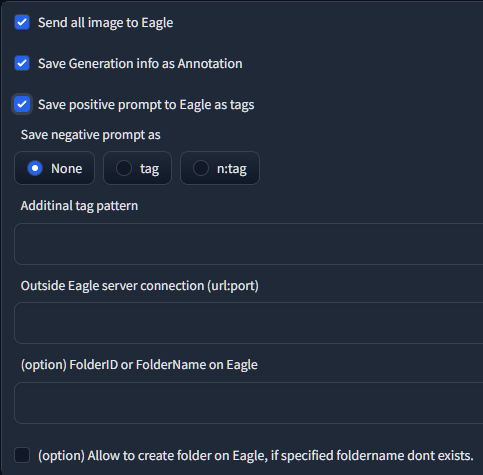 Send all image to Eagle
Save Generation info as Annotation
Save positive prompt to Eagle as tags
Save negative prompt as
None
tag
n:tag
Additinal tag pattern
Outside Eagle server connection (url:port)
(option) FolderID or FolderName on Eagle
(option) Allow to create folder on Eagle, if specified foldername dont exists.